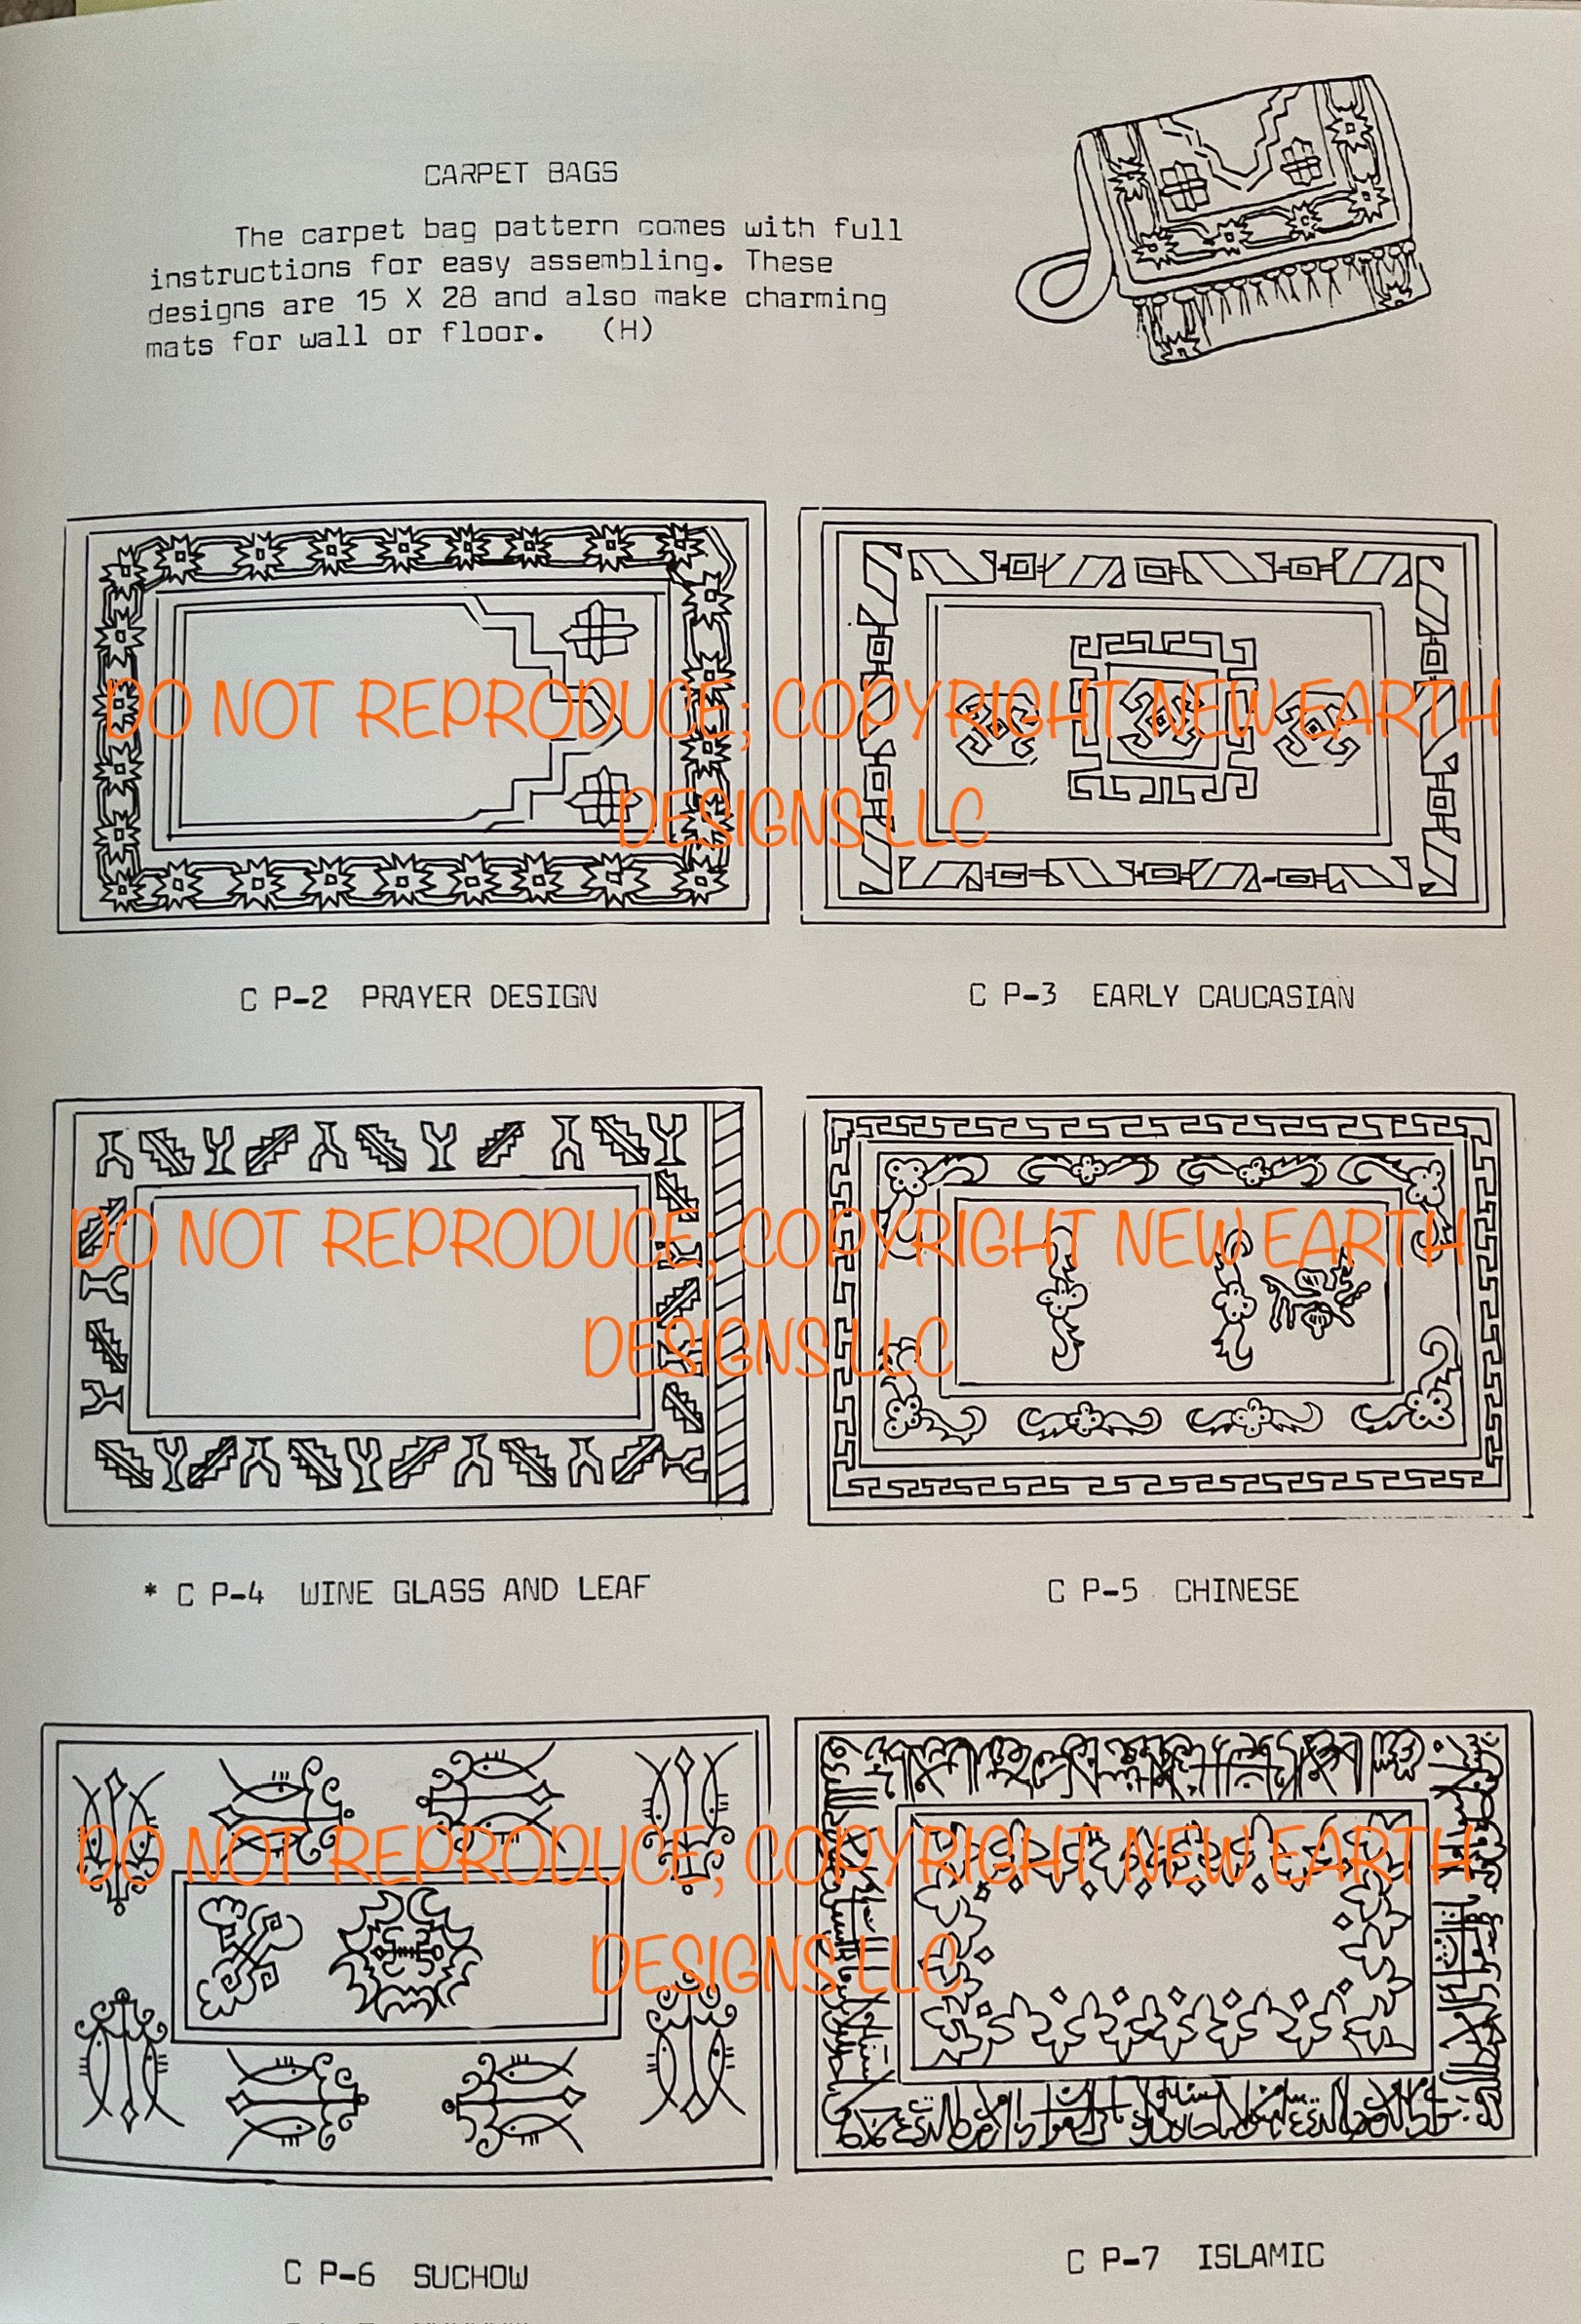 CARPET BAGS
The carpet bag pattern comes with full
instructions for easy assembling. These
designs are 15 X 28 and also make charming
mats for wall or floor. (H)
DO NOT REPRODUCE; COPYRIGHT NEW EARTH
DESIGNS LLC
C P-2 PRAYER DESIGN
C P-3 EARLY CAUCASIAN
DO NOT REPRODUCE; COPYRIGHT NEW EARTH
DESIGNS LLC
* C P-4 WINE GLASS AND LEAF
C P-5 CHINESE
DO NOT REPRODUCE; COPYRIGHT NEW EARTH
DESIGNS LLC
C P-6 SUCHOW
C P-7 ISLAMIC